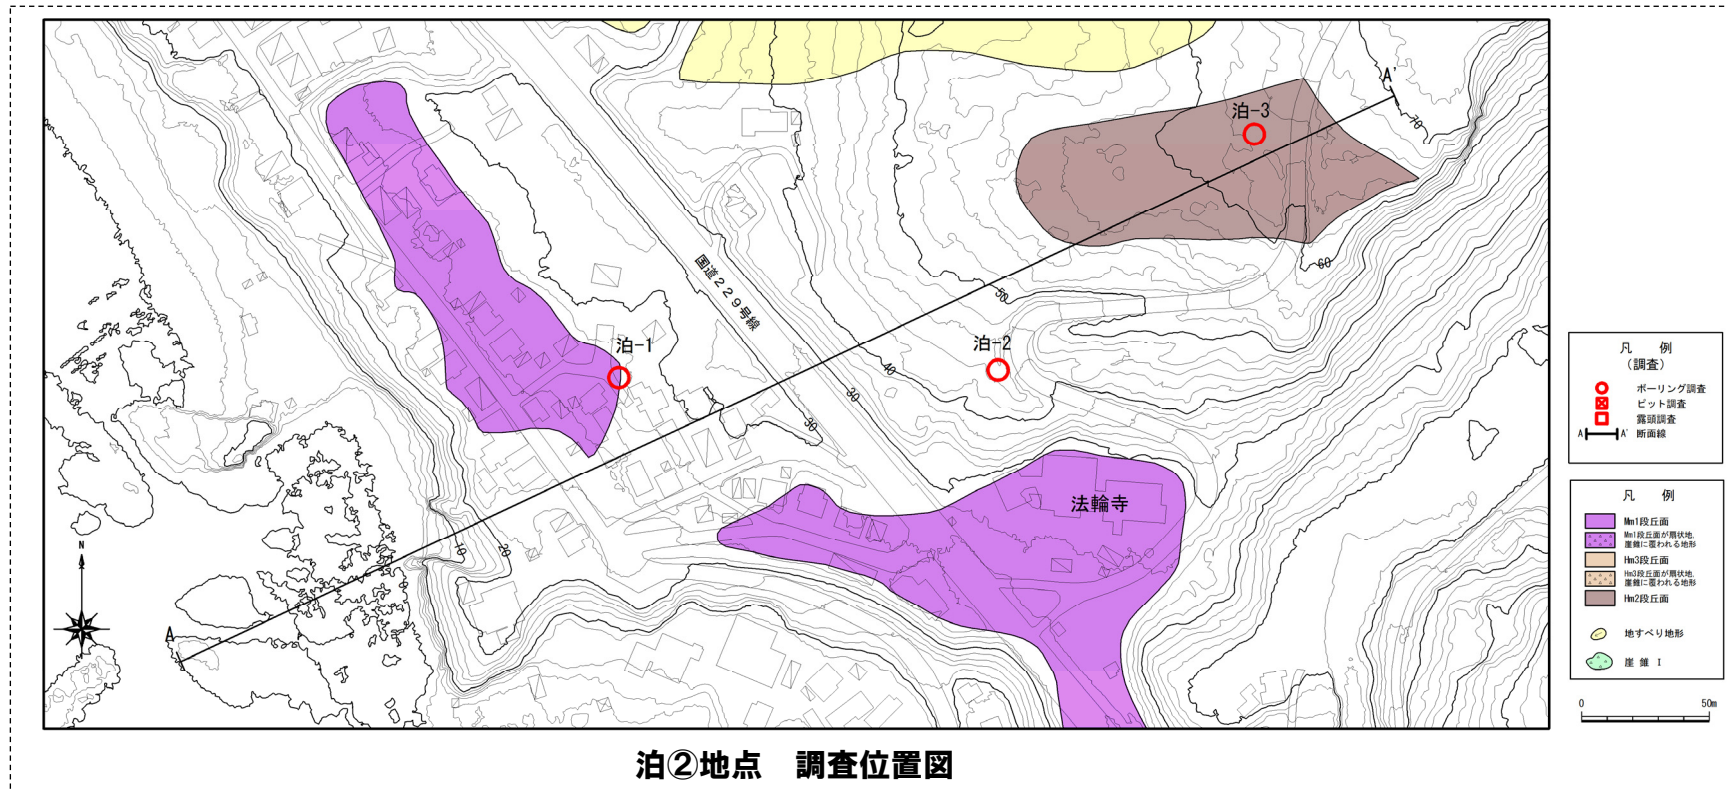 A'
70
泊-3
60
国道229号線
50
泊-1
泊-2
40
30
30
法輪寺
10
20
A
N
凡 例
(調査)
ボーリング調査
ピット調査
露頭調査
A A' 断面線
凡 例
Mm1段丘面
Mm1段丘面が扇状地、
崖錐に覆われる地形
Hm3段丘面
Hm3段丘面が扇状地、
崖錐に覆われる地形
Hm2段丘面
地すべり地形
崖錐 I
0 50m
泊②地点 調査位置図